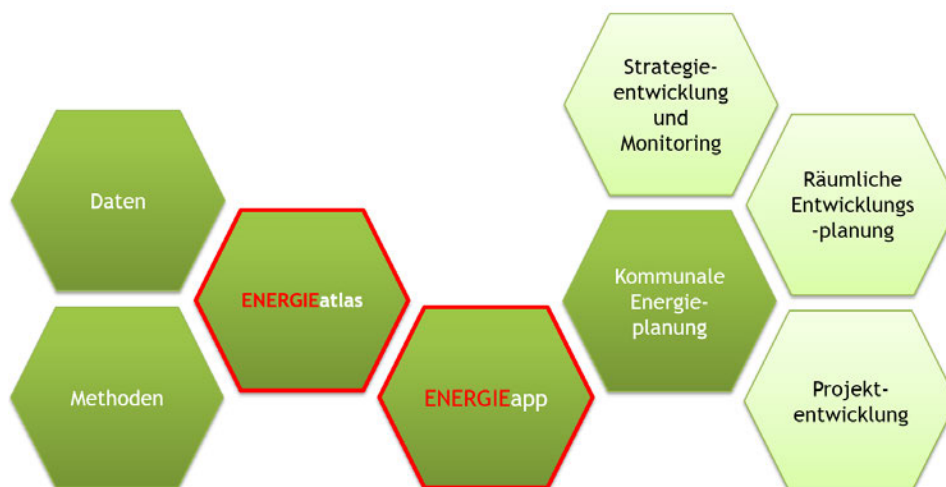 Daten
Methoden
ENERGIEatlas
ENERGIEapp
Kommunale
Energie-
planung
Strategie-
entwicklung
und
Monitoring
Räumliche
Entwicklungs
-planung
Projekt-
entwicklung